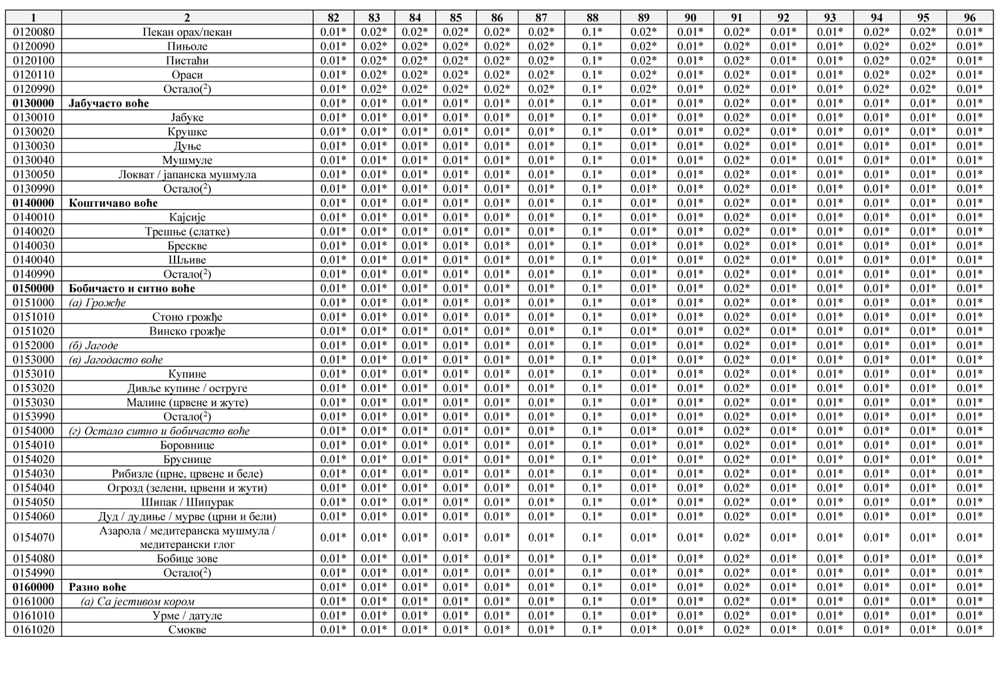 1 2 82 83 84 85 86 87 88 89 90 91 92 93 94 95 96
0120080 Пекан орах/пекан 0.01* 0.02* 0.02* 0.02* 0.02* 0.02* 0.1* 0.02* 0.01* 0.02* 0.01* 0.01* 0.02* 0.02* 0.01*
0120090 Пињоле 0.01* 0.02* 0.02* 0.02* 0.02* 0.02* 0.1* 0.02* 0.01* 0.02* 0.01* 0.01* 0.02* 0.02* 0.01*
0120100 Пистаћи 0.01* 0.02* 0.02* 0.02* 0.02* 0.02* 0.1* 0.02* 0.01* 0.02* 0.01* 0.01* 0.02* 0.02* 0.01*
0120110 Ораси 0.01* 0.02* 0.02* 0.02* 0.02* 0.02* 0.1* 0.02* 0.01* 0.02* 0.01* 0.01* 0.02* 0.02* 0.01*
0120990 Остало(2) 0.01* 0.02* 0.02* 0.02* 0.02* 0.02* 0.1* 0.02* 0.01* 0.02* 0.01* 0.01* 0.02* 0.02* 0.01*
0130000 Јабучасто воће 0.01* 0.01* 0.01* 0.01* 0.01* 0.01* 0.1* 0.01* 0.01* 0.02* 0.01* 0.01* 0.01* 0.01* 0.01*
0130010 Јабуке 0.01* 0.01* 0.01* 0.01* 0.01* 0.01* 0.1* 0.01* 0.01* 0.02* 0.01* 0.01* 0.01* 0.01* 0.01*
0130020 Крушке 0.01* 0.01* 0.01* 0.01* 0.01* 0.01* 0.1* 0.01* 0.01* 0.02* 0.01* 0.01* 0.01* 0.01* 0.01*
0130030 Дуње 0.01* 0.01* 0.01* 0.01* 0.01* 0.01* 0.1* 0.01* 0.01* 0.02* 0.01* 0.01* 0.01* 0.01* 0.01*
0130040 Мушмуле 0.01* 0.01* 0.01* 0.01* 0.01* 0.01* 0.1* 0.01* 0.01* 0.02* 0.01* 0.01* 0.01* 0.01* 0.01*
0130050 Локват / јапанска мушмула 0.01* 0.01* 0.01* 0.01* 0.01* 0.01* 0.1* 0.01* 0.01* 0.02* 0.01* 0.01* 0.01* 0.01* 0.01*
0130990 Остало(2) 0.01* 0.01* 0.01* 0.01* 0.01* 0.01* 0.1* 0.01* 0.01* 0.02* 0.01* 0.01* 0.01* 0.01* 0.01*
0140000 Коштичаво воће 0.01* 0.01* 0.01* 0.01* 0.01* 0.01* 0.1* 0.01* 0.01* 0.02* 0.01* 0.01* 0.01* 0.01* 0.01*
0140010 Кајсије 0.01* 0.01* 0.01* 0.01* 0.01* 0.01* 0.1* 0.01* 0.01* 0.02* 0.01* 0.01* 0.01* 0.01* 0.01*
0140020 Трешње (слатке) 0.01* 0.01* 0.01* 0.01* 0.01* 0.01* 0.1* 0.01* 0.01* 0.02* 0.01* 0.01* 0.01* 0.01* 0.01*
0140030 Брескве 0.01* 0.01* 0.01* 0.01* 0.01* 0.01* 0.1* 0.01* 0.01* 0.02* 0.01* 0.01* 0.01* 0.01* 0.01*
0140040 Шљиве 0.01* 0.01* 0.01* 0.01* 0.01* 0.01* 0.1* 0.01* 0.01* 0.02* 0.01* 0.01* 0.01* 0.01* 0.01*
0140990 Остало(2) 0.01* 0.01* 0.01* 0.01* 0.01* 0.01* 0.1* 0.01* 0.01* 0.02* 0.01* 0.01* 0.01* 0.01* 0.01*
0150000 Бобичасто и ситно воће 0.01* 0.01* 0.01* 0.01* 0.01* 0.01* 0.1* 0.01* 0.01* 0.02* 0.01* 0.01* 0.01* 0.01* 0.01*
0151000 (а) Грожђе 0.01* 0.01* 0.01* 0.01* 0.01* 0.01* 0.1* 0.01* 0.01* 0.02* 0.01* 0.01* 0.01* 0.01* 0.01*
0151010 Стоно грожђе 0.01* 0.01* 0.01* 0.01* 0.01* 0.01* 0.1* 0.01* 0.01* 0.02* 0.01* 0.01* 0.01* 0.01* 0.01*
0151020 Винско грожђе 0.01* 0.01* 0.01* 0.01* 0.01* 0.01* 0.1* 0.01* 0.01* 0.02* 0.01* 0.01* 0.01* 0.01* 0.01*
0152000 (б) Јагоде 0.01* 0.01* 0.01* 0.01* 0.01* 0.01* 0.1* 0.01* 0.01* 0.02* 0.01* 0.01* 0.01* 0.01* 0.01*
0153000 (в) Јагодасто воће 0.01* 0.01* 0.01* 0.01* 0.01* 0.01* 0.1* 0.01* 0.01* 0.02* 0.01* 0.01* 0.01* 0.01* 0.01*
0153010 Купине 0.01* 0.01* 0.01* 0.01* 0.01* 0.01* 0.1* 0.01* 0.01* 0.02* 0.01* 0.01* 0.01* 0.01* 0.01*
0153020 Дивље купине / оструге 0.01* 0.01* 0.01* 0.01* 0.01* 0.01* 0.1* 0.01* 0.01* 0.02* 0.01* 0.01* 0.01* 0.01* 0.01*
0153030 Малине (црвене и жуте) 0.01* 0.01* 0.01* 0.01* 0.01* 0.01* 0.1* 0.01* 0.01* 0.02* 0.01* 0.01* 0.01* 0.01* 0.01*
0153990 Остало(2) 0.01* 0.01* 0.01* 0.01* 0.01* 0.01* 0.1* 0.01* 0.01* 0.02* 0.01* 0.01* 0.01* 0.01* 0.01*
0154000 (г) Остало ситно и бобичасто воће 0.01* 0.01* 0.01* 0.01* 0.01* 0.01* 0.1* 0.01* 0.01* 0.02* 0.01* 0.01* 0.01* 0.01* 0.01*
0154010 Боровнице 0.01* 0.01* 0.01* 0.01* 0.01* 0.01* 0.1* 0.01* 0.01* 0.02* 0.01* 0.01* 0.01* 0.01* 0.01*
0154020 Бруснице 0.01* 0.01* 0.01* 0.01* 0.01* 0.01* 0.1* 0.01* 0.01* 0.02* 0.01* 0.01* 0.01* 0.01* 0.01*
0154030 Рибизле (црне, црвене и беле) 0.01* 0.01* 0.01* 0.01* 0.01* 0.01* 0.1* 0.01* 0.01* 0.02* 0.01* 0.01* 0.01* 0.01* 0.01*
0154040 Огрозд (зелени, црвени и жути) 0.01* 0.01* 0.01* 0.01* 0.01* 0.01* 0.1* 0.01* 0.01* 0.02* 0.01* 0.01* 0.01* 0.01* 0.01*
0154050 Шипак / Шипурак 0.01* 0.01* 0.01* 0.01* 0.01* 0.01* 0.1* 0.01* 0.01* 0.02* 0.01* 0.01* 0.01* 0.01* 0.01*
0154060 Дуд / дудиње / мурве (црни и бели) 0.01* 0.01* 0.01* 0.01* 0.01* 0.01* 0.1* 0.01* 0.01* 0.02* 0.01* 0.01* 0.01* 0.01* 0.01*
0154070 Азарола / медитеранска мушмула /
медитерански глог 0.01* 0.01* 0.01* 0.01* 0.01* 0.01* 0.1* 0.01* 0.01* 0.02* 0.01* 0.01* 0.01* 0.01* 0.01*
0154080 Бобице зове 0.01* 0.01* 0.01* 0.01* 0.01* 0.01* 0.1* 0.01* 0.01* 0.02* 0.01* 0.01* 0.01* 0.01* 0.01*
0154990 Остало(2) 0.01* 0.01* 0.01* 0.01* 0.01* 0.01* 0.1* 0.01* 0.01* 0.02* 0.01* 0.01* 0.01* 0.01* 0.01*
0160000 Разно воће 0.01* 0.01* 0.01* 0.01* 0.01* 0.01* 0.1* 0.01* 0.01* 0.02* 0.01* 0.01* 0.01* 0.01* 0.01*
0161000 (а) Са јестивом кором 0.01* 0.01* 0.01* 0.01* 0.01* 0.01* 0.1* 0.01* 0.01* 0.02* 0.01* 0.01* 0.01* 0.01* 0.01*
0161010 Урме / датуле 0.01* 0.01* 0.01* 0.01* 0.01* 0.01* 0.1* 0.01* 0.01* 0.02* 0.01* 0.01* 0.01* 0.01* 0.01*
0161020 Смокве 0.01* 0.01* 0.01* 0.01* 0.01* 0.01* 0.1* 0.01* 0.01* 0.02* 0.01* 0.01* 0.01* 0.01* 0.01*